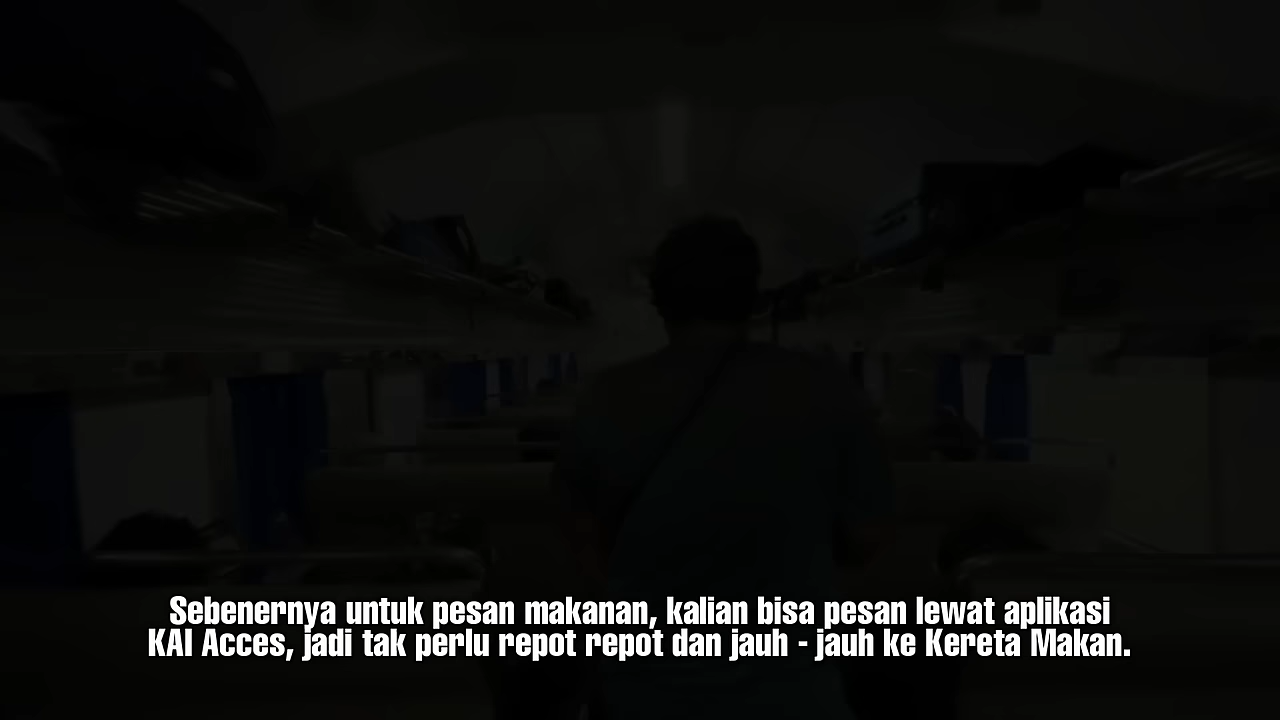 Sebenernya untuk pesan makanan, kalian bisa pesan lewat aplikasi
KAI Acces, jadi tak perlu repot repot dan jauh - jauh ke Kereta Makan.